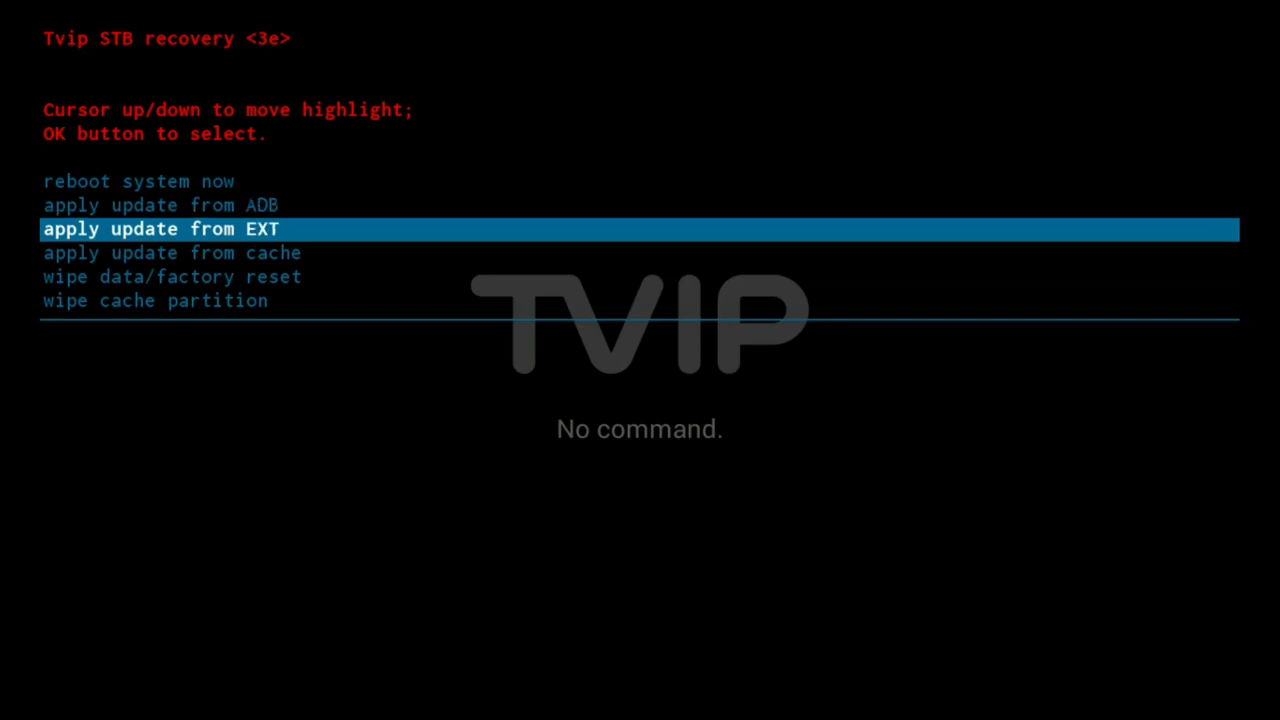 Tvip STB recovery <3e>
Cursor up/down to move highlight;
OK button to select.
reboot system now
apply update from ADB
apply update from EXT
apply update from cache
wipe data/factory reset
wipe cache partition
TVIP
No command.